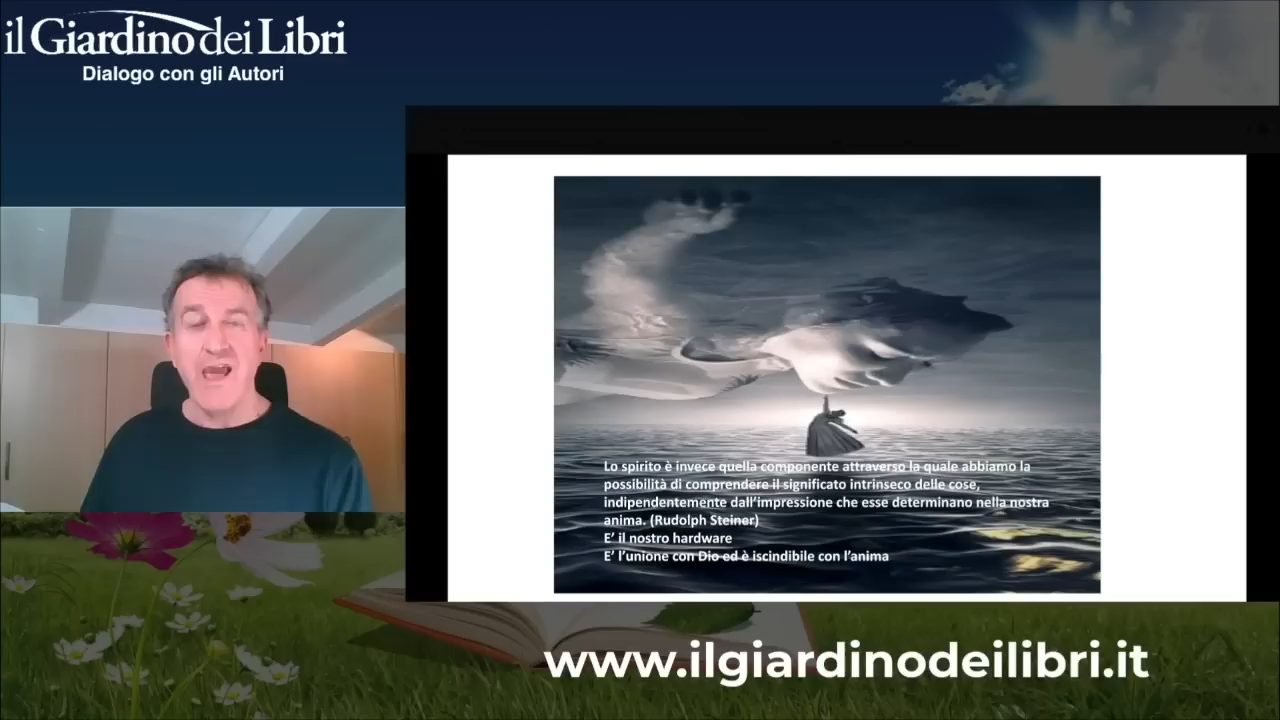 il Giardino dei Libri
Dialogo con gli Autori
Lo spirito è invece quella componente attraverso la quale abbiamo la
possibilità di comprendere il significato intrinseco delle cose,
indipendentemente dall'impressione che esse determinano nella nostra
anima. (Rudolph Steiner)
E' il nostro hardware
E' l'unione con Dio ed è iscindibile con l'anima
www.ilgiardinodeilibri.it